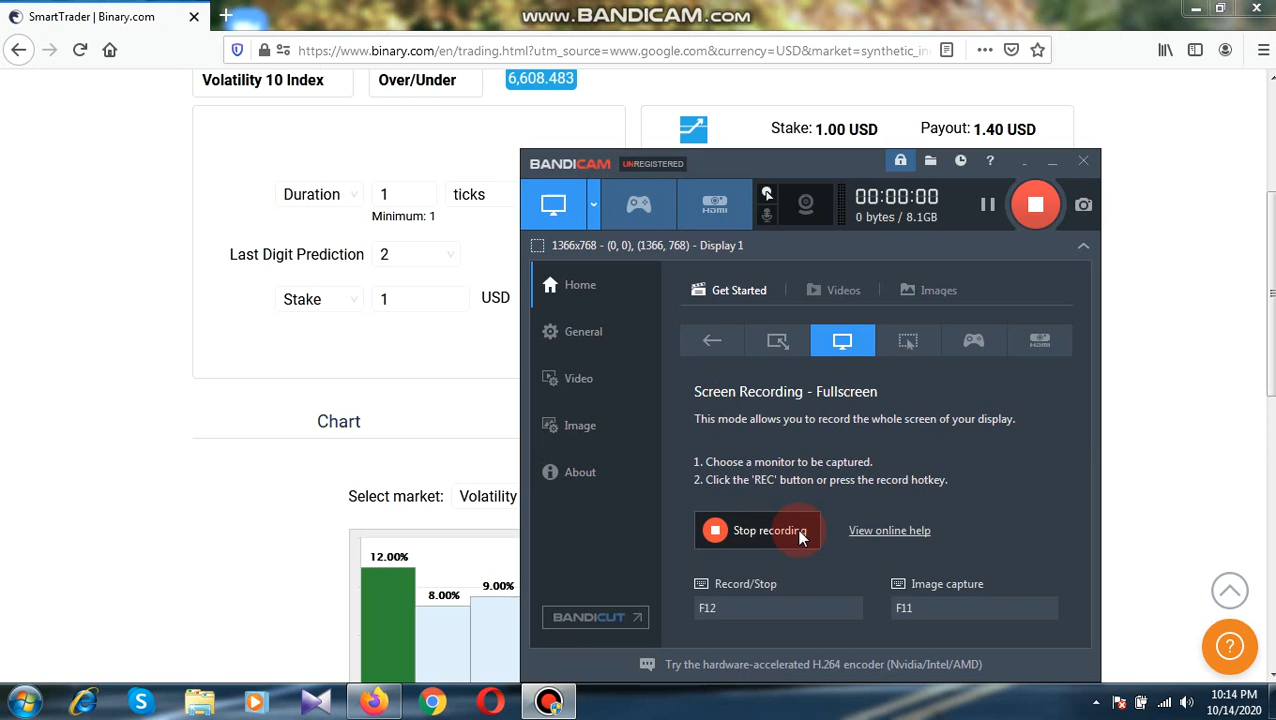 SmartTrader | Binary.com
www.BANDICAM.com
https://www.binary.com/en/trading.html?utm_source=www.google.com&currency=USD&market=synthetic_in
Volatility 10 Index
Over/Under
6,608.483
Stake: 1.00 USD
Payout: 1.40 USD
Duration
1
ticks
Minimum: 1
Last Digit Prediction
2
Stake
1
USD
Chart
Select market:
Volatility
12.00%
8.00%
9.00%
BANDICAM
UNREGISTERED
HDMI
00:00:00
0 bytes / 8.1GB
1366x768 - (0, 0), (1366, 768) - Display 1
Home
General
Video
Image
About
BANDICUT
Get Started
Videos
Images
HDMI
Screen Recording - Fullscreen
This mode allows you to record the whole screen of your display.
1. Choose a monitor to be captured.
2. Click the 'REC' button or press the record hotkey.
Stop recording
View online help
Record/Stop
Image capture
F12
F11
Try the hardware-accelerated H.264 encoder (Nvidia/Intel/AMD)
10:14 PM
10/14/2020